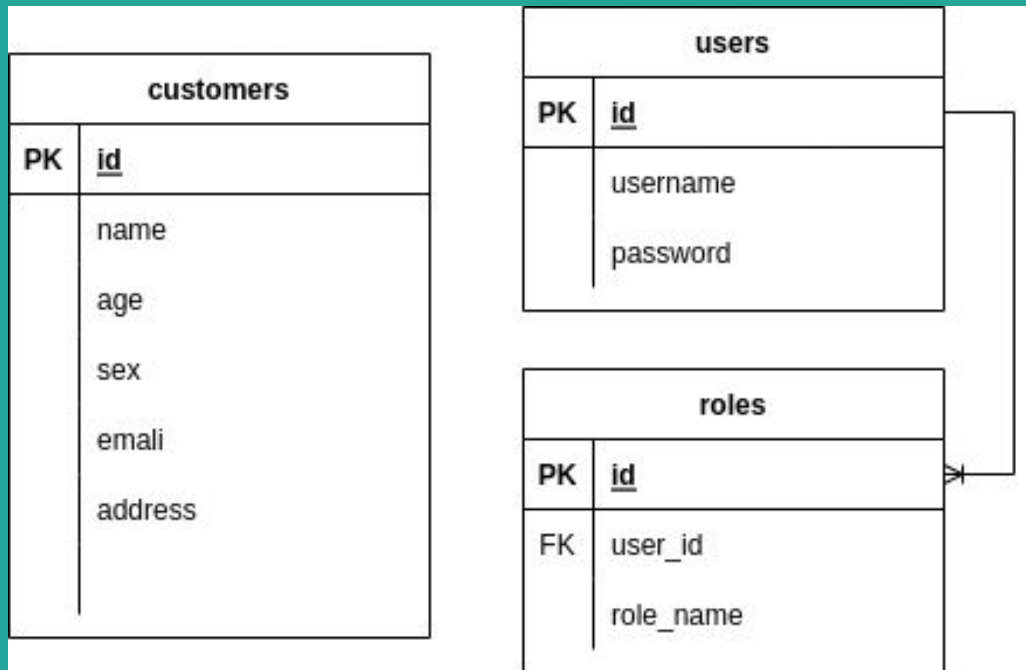 customers
PK id
name
age
sex
emali
address
users
PK id
username
password
roles
PK id
FK user_id
role_name